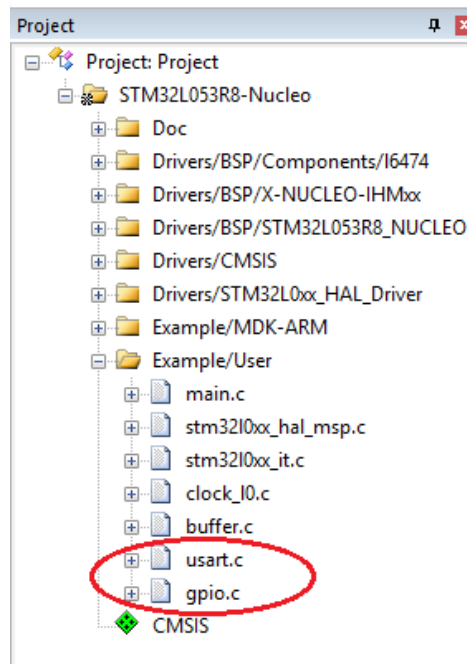 Project
Project: Project
STM32L053R8-Nucleo
Doc
Drivers/BSP/Components/l6474
Drivers/BSP/X-NUCLEO-IHMxx
Drivers/BSP/STM32L053R8_NUCLEO
Drivers/CMSIS
Drivers/STM32L0xx_HAL_Driver
Example/MDK-ARM
Example/User
main.c
stm32l0xx_hal_msp.c
stm32l0xx_it.c
clock_l0.c
buffer.c
usart.c
gpio.c
CMSIS